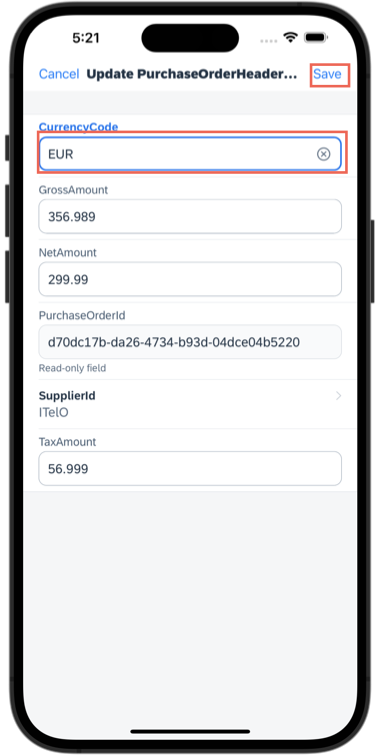 5:21
Cancel Update PurchaseOrderHeader... Save
CurrencyCode
EUR
GrossAmount
356.989
NetAmount
299.99
PurchaseOrderId
d70dc17b-da26-4734-b93d-04dce04b5220
Read-only field
SupplierId
ITelO
TaxAmount
56.999